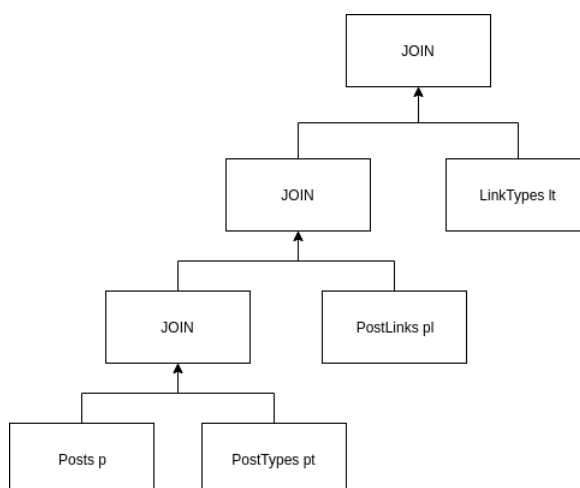 JOIN
JOIN
LinkTypes lt
JOIN
PostLinks pl
Posts p
PostTypes pt